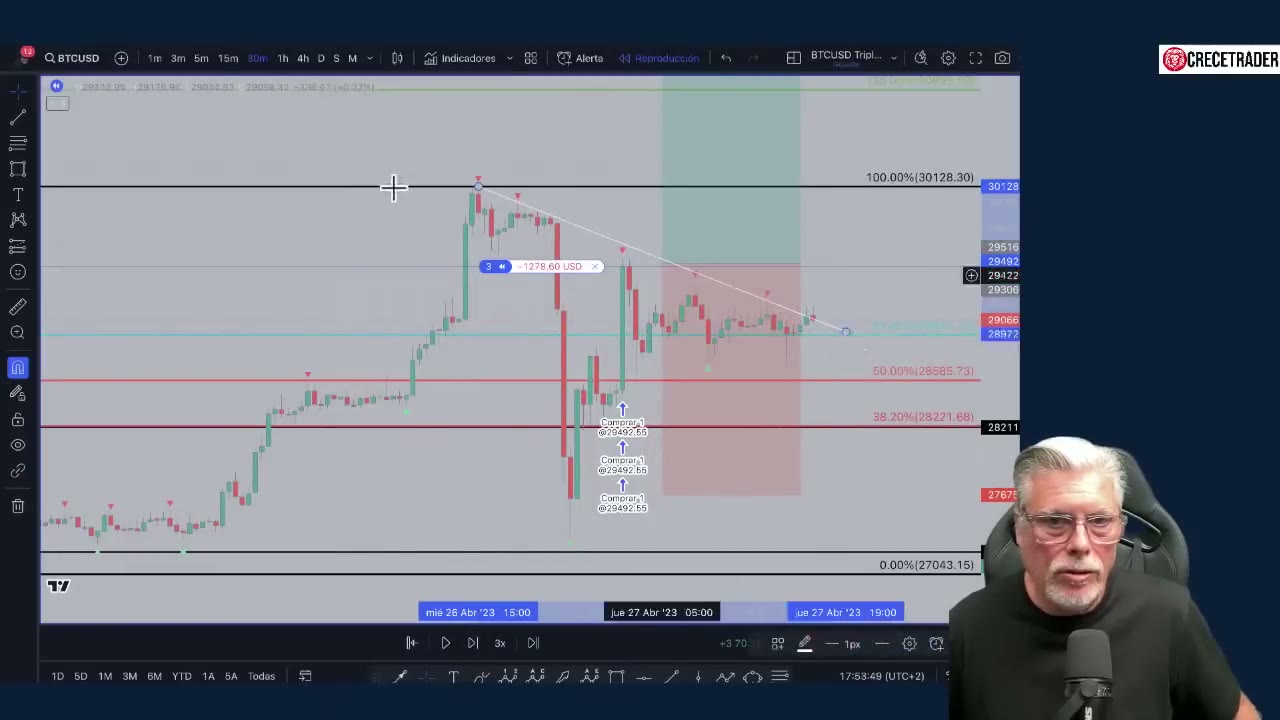 12
BTCUSD
1m 3m 5m 15m 30m 1h 4h D S M
Indicadores
Alerta
Reproducción
BTCUSD Tripl...
CRECETRADER
100.00%(30128.30)
30128
29516
29492
29422
29306
29066
28972
3 −1278.60 USD
50.00%(28685.73)
38.20%(28221.68)
28211
Comprar 1
@29492.55
Comprar 1
@29492.55
Comprar 1
@29492.55
27675
0.00%(27043.15)
mié 26 Abr '23 15:00
jue 27 Abr '23 05:00
jue 27 Abr '23 19:00
3x
1px
1D 5D 1M 3M 6M YTD 1A 5A Todas
17:53:49 (UTC+2)